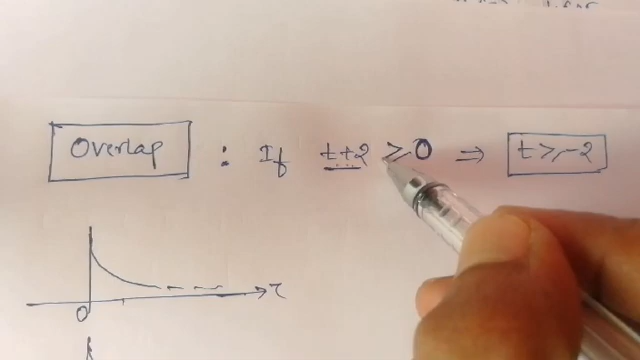 Overlap : If t+2 ≥ 0 ⇒ t ≥ -2
τ
0